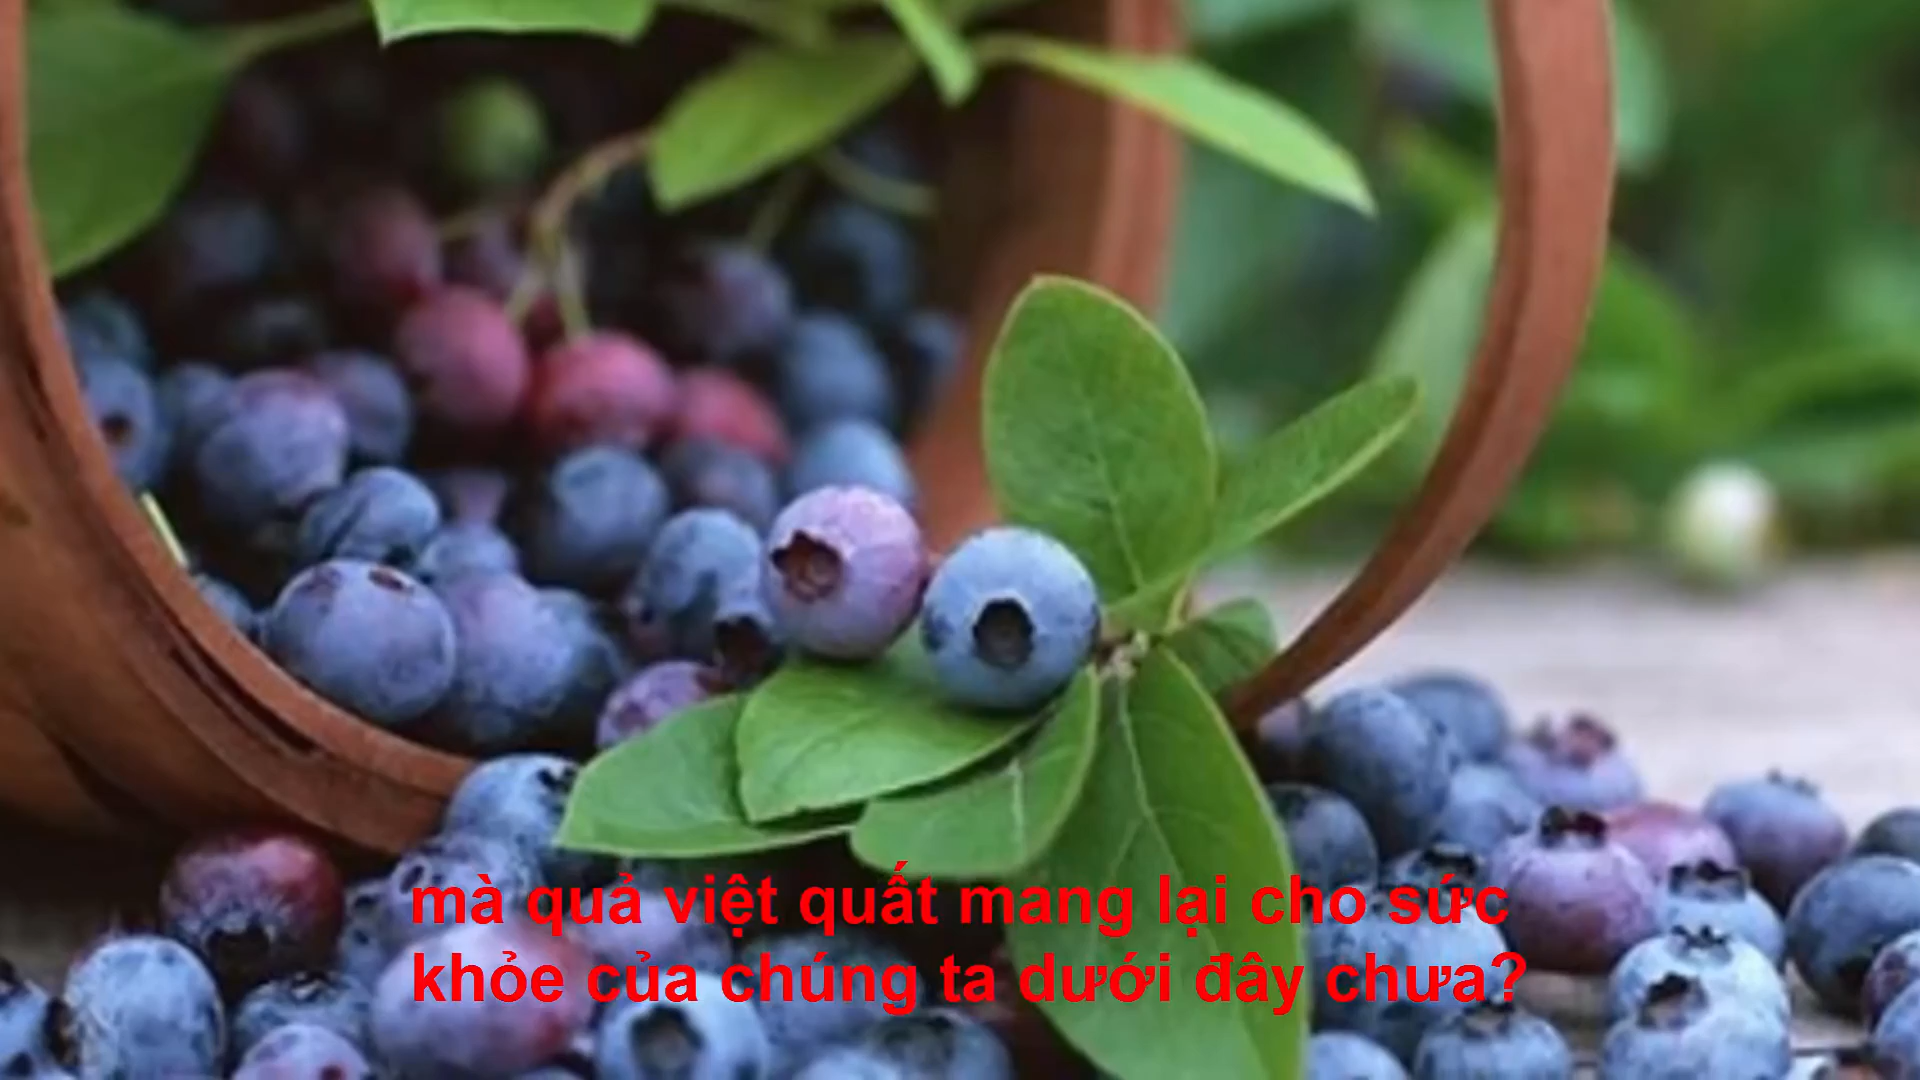 mà quả việt quất mang lại cho sức
khỏe của chúng ta dưới đây chưa?